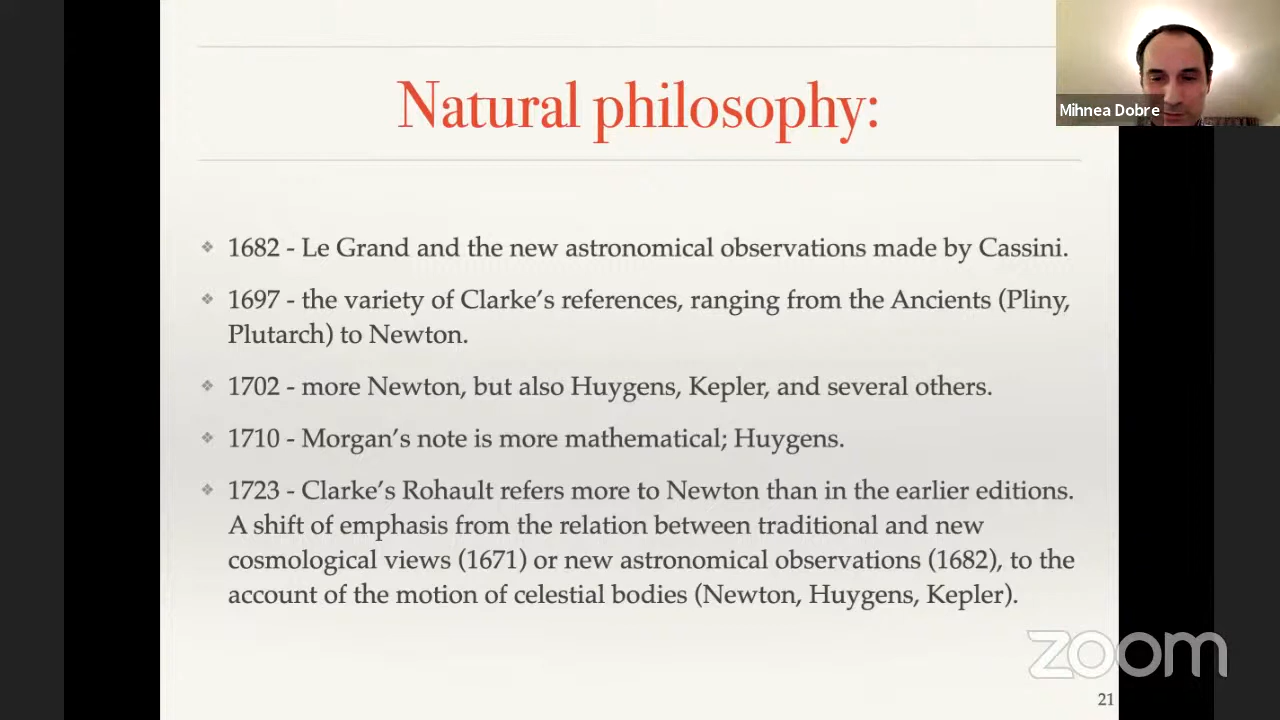 Natural philosophy:
Mihnea Dobre
1682 - Le Grand and the new astronomical observations made by Cassini.
1697 - the variety of Clarke's references, ranging from the Ancients (Pliny,
Plutarch) to Newton.
1702 - more Newton, but also Huygens, Kepler, and several others.
1710 - Morgan's note is more mathematical; Huygens.
1723 - Clarke's Rohault refers more to Newton than in the earlier editions.
A shift of emphasis from the relation between traditional and new
cosmological views (1671) or new astronomical observations (1682), to the
account of the motion of celestial bodies (Newton, Huygens, Kepler).
zoom
21